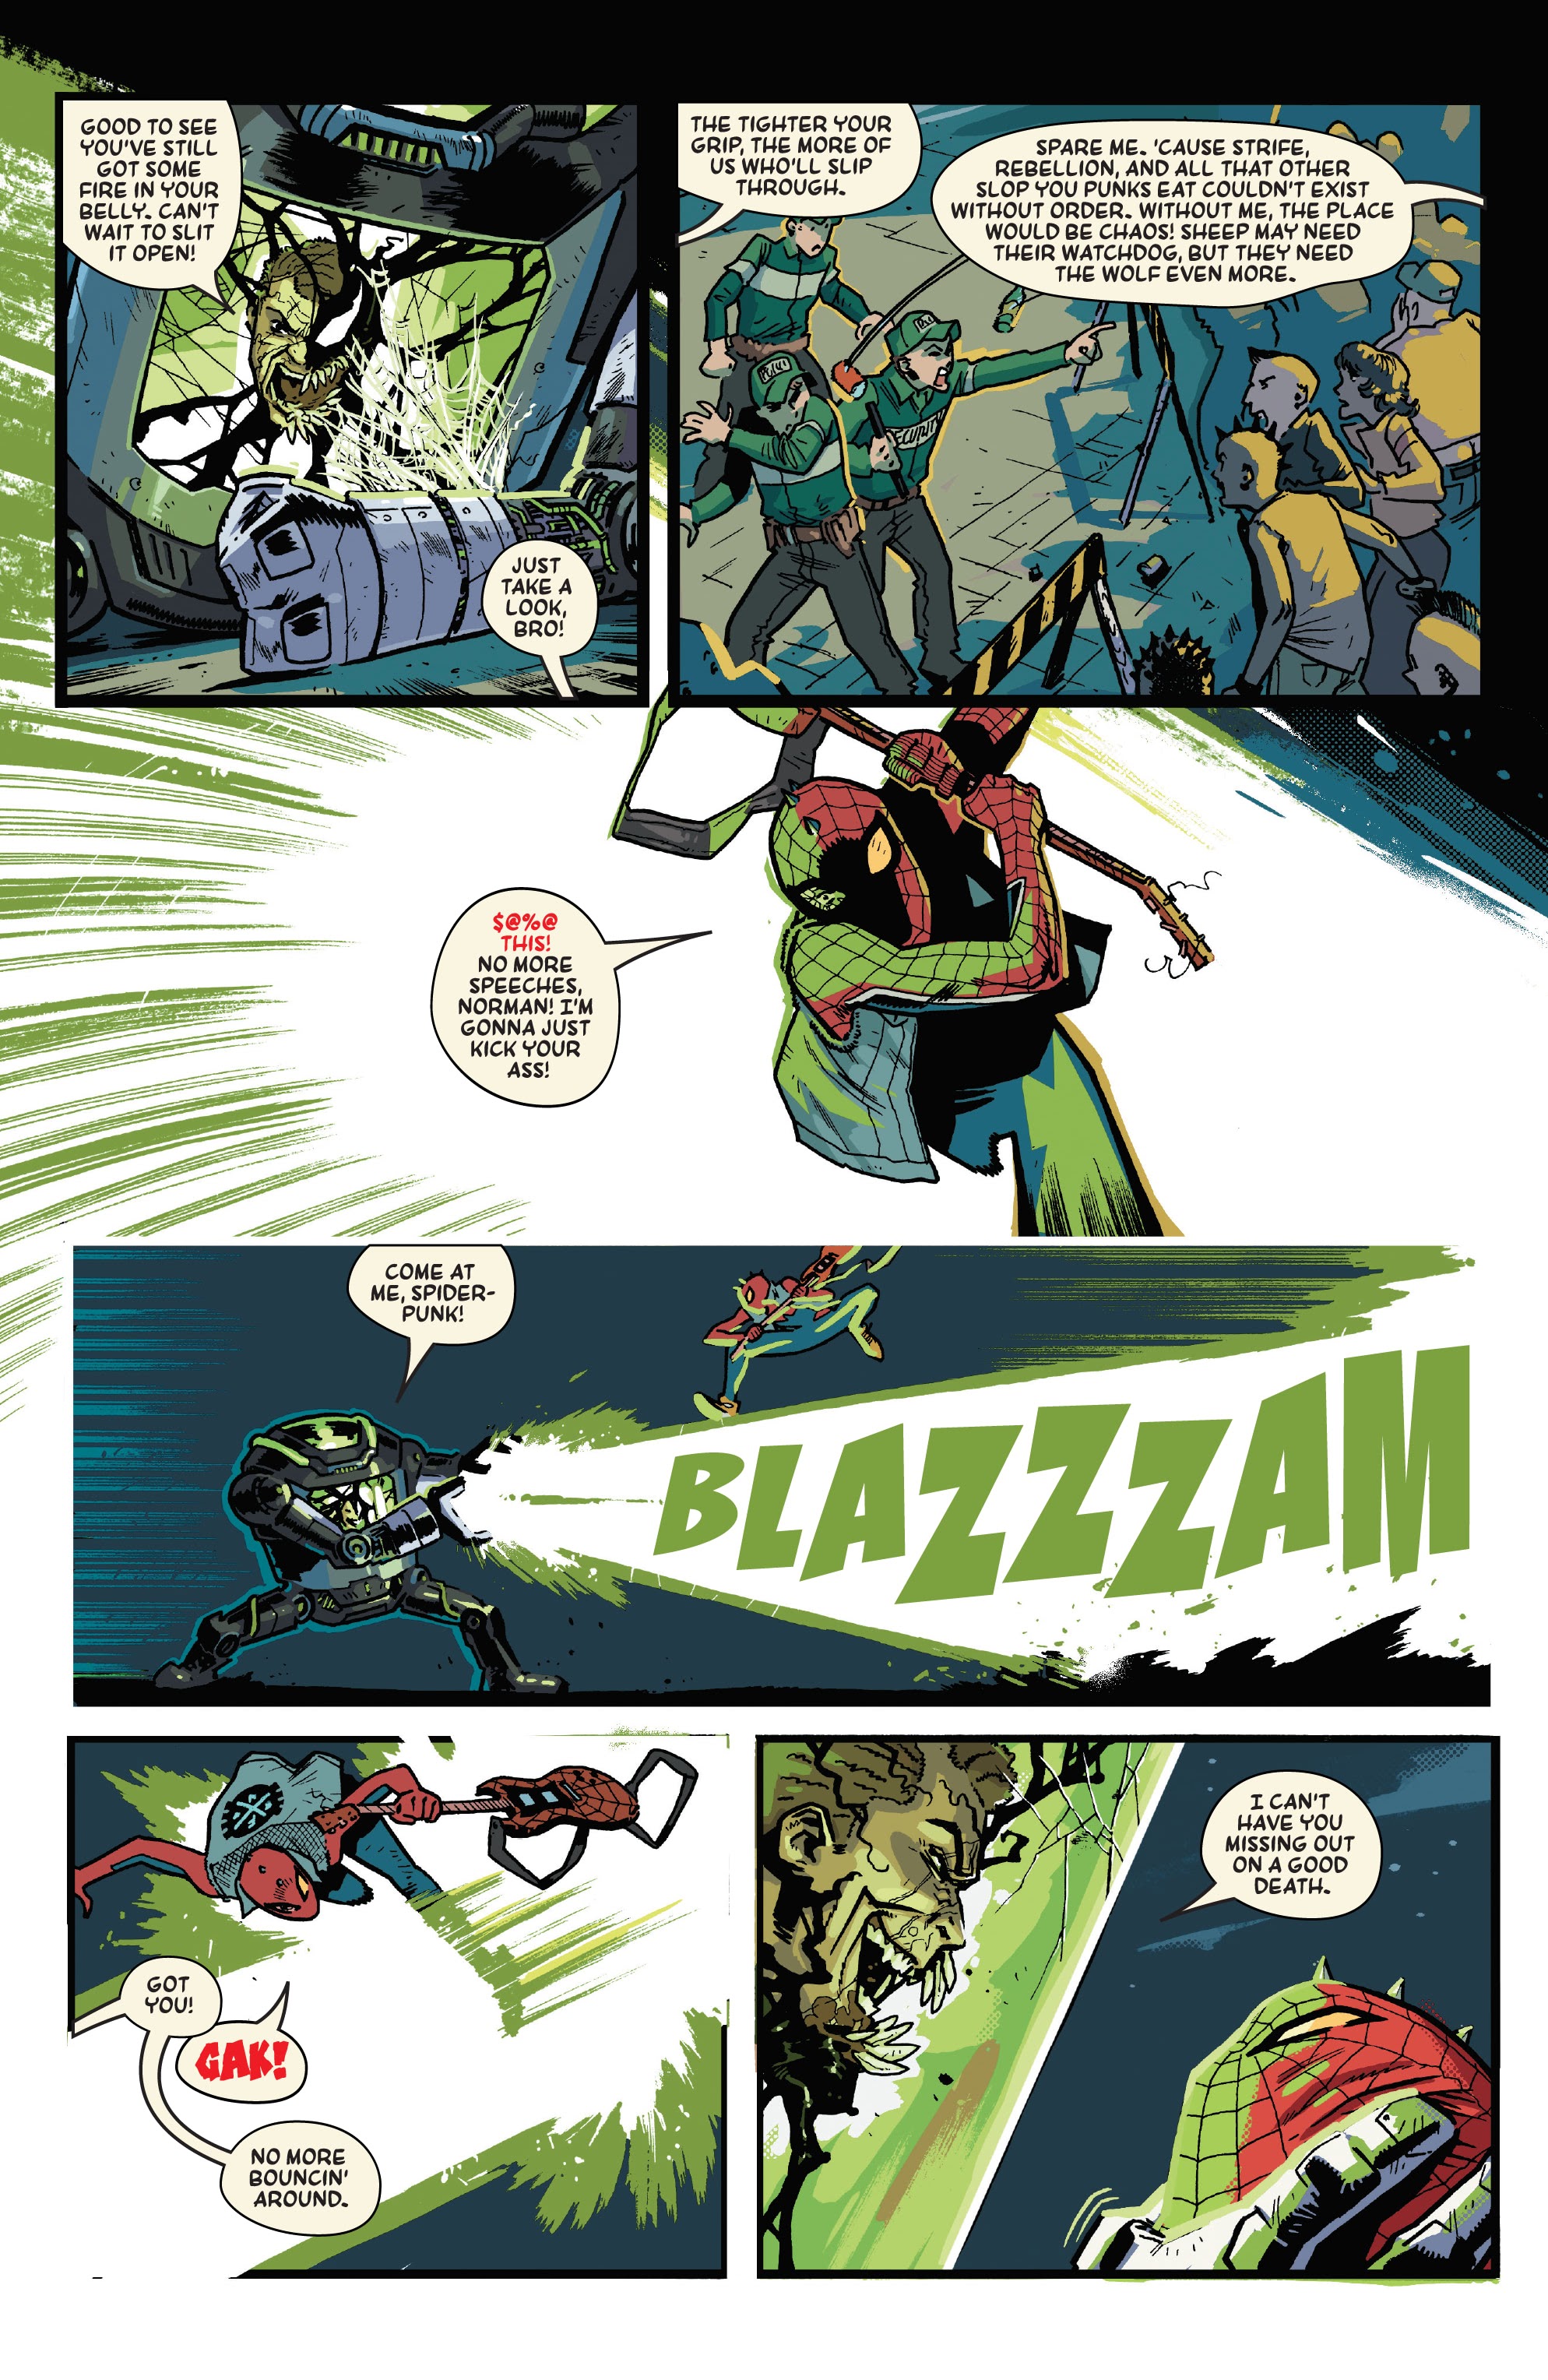 GOOD TO SEE
YOU'VE STILL
GOT SOME
FIRE IN YOUR
BELLY. CAN'T
WAIT TO SLIT
IT OPEN!
JUST
TAKE A
LOOK,
BRO!
THE TIGHTER YOUR
GRIP, THE MORE OF
US WHO'LL SLIP
THROUGH.
SPARE ME. 'CAUSE STRIFE,
REBELLION, AND ALL THAT OTHER
SLOP YOU PUNKS EAT COULDN'T EXIST
WITHOUT ORDER. WITHOUT ME, THE PLACE
WOULD BE CHAOS! SHEEP MAY NEED
THEIR WATCHDOG, BUT THEY NEED
THE WOLF EVEN MORE.
$@%@
THIS!
NO MORE
SPEECHES,
NORMAN! I'M
GONNA JUST
KICK YOUR
ASS!
COME AT
ME, SPIDER-
PUNK!
BLAZZZAM
GOT
YOU!
GAK!
NO MORE
BOUNCIN'
AROUND.
I CAN'T
HAVE YOU
MISSING OUT
ON A GOOD
DEATH.